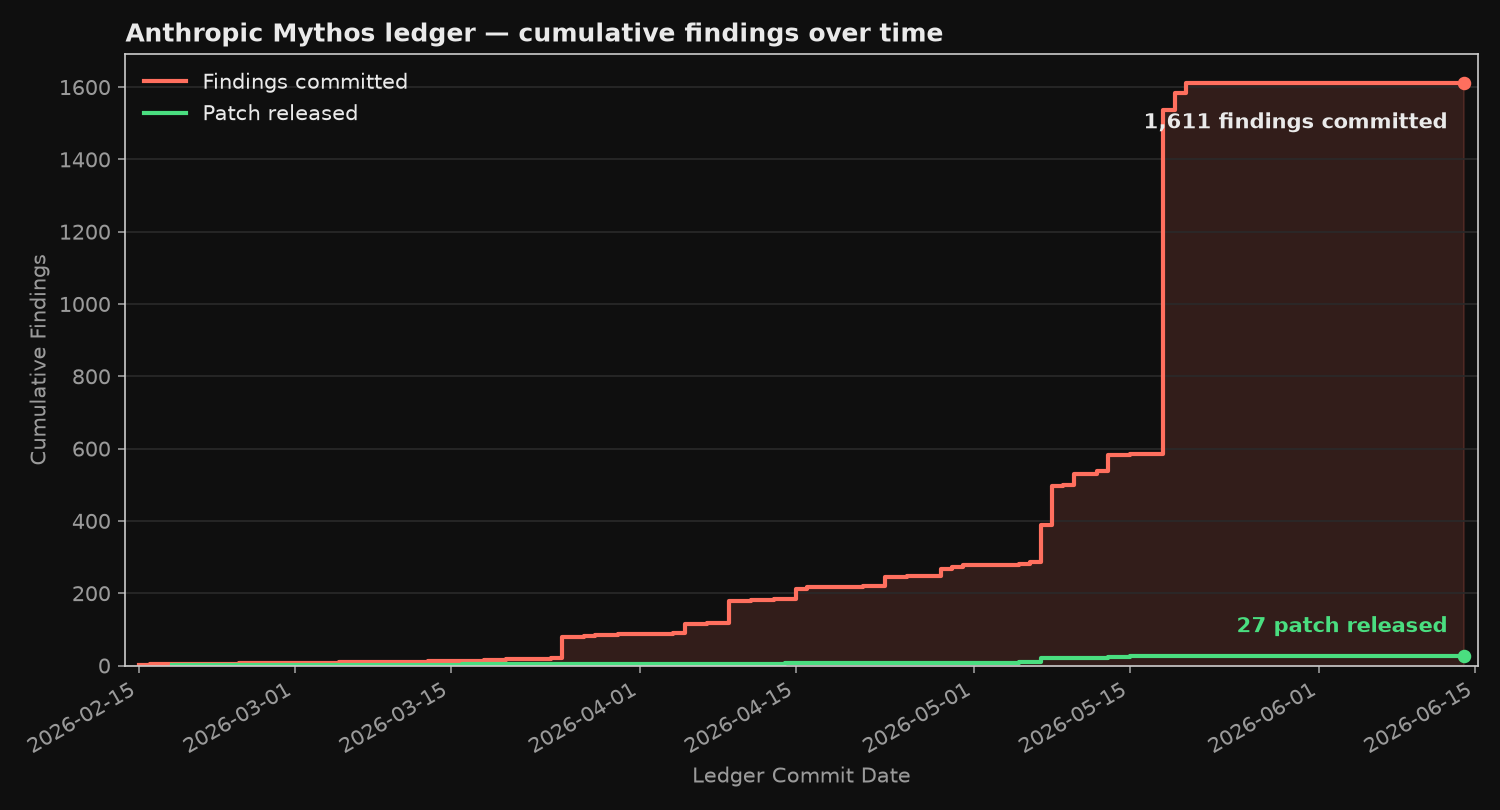 Anthropic Mythos ledger — cumulative findings over time
Findings committed
Patch released
1600
1400
1200
1000
800
600
400
200
0
Cumulative Findings
1,611 findings committed
27 patch released
2026-02-15
2026-03-01
2026-03-15
2026-04-01
2026-04-15
2026-05-01
2026-05-15
2026-06-01
2026-06-15
Ledger Commit Date